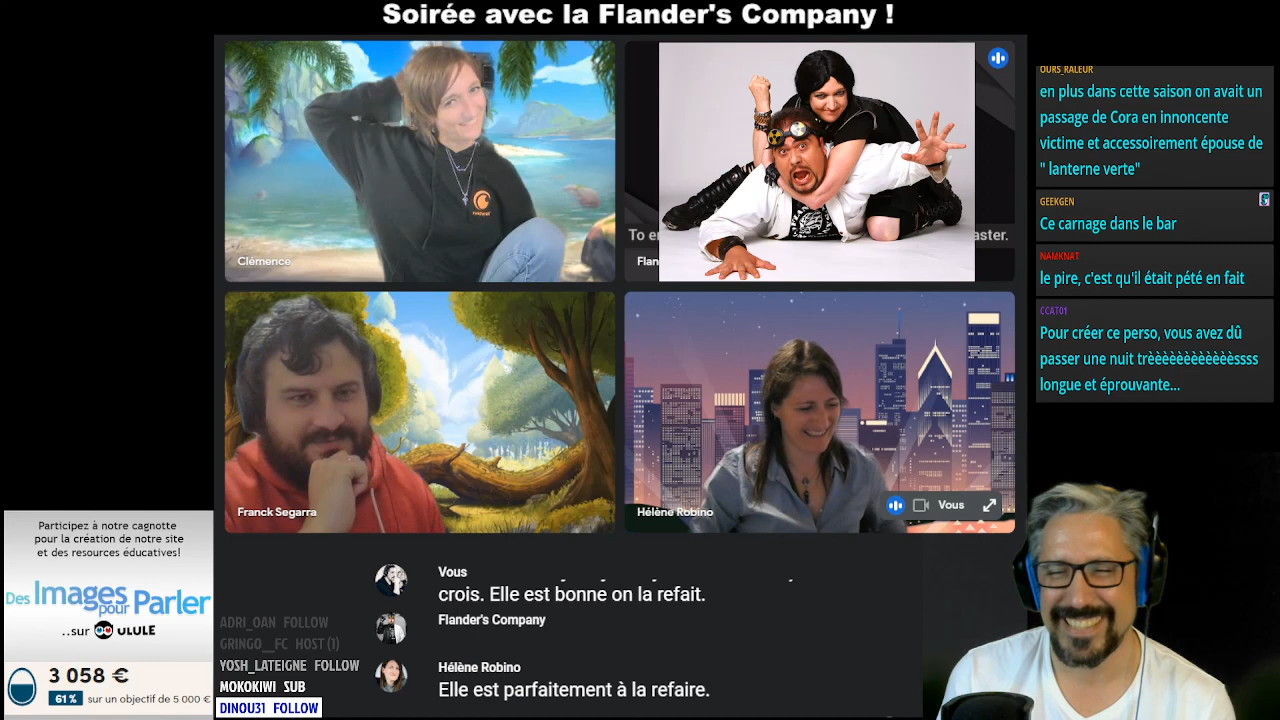 Soirée avec la Flander's Company !
Clémence
To e
aster.
Flan
Franck Segarra
Hélène Robino
Vous
OURS_RALEUR
en plus dans cette saison on avait un
passage de Cora en innoncente
victime et accessoirement épouse de
" lanterne verte"
GEEKGEN
Ce carnage dans le bar
NAMKNAT
le pire, c'est qu'il était pété en fait
CCAT01
Pour créer ce perso, vous avez dû
passer une nuit trèèèèèèèèèèèssss
longue et éprouvante...
Participez à notre cagnotte
pour la création de notre site
et des resources éducatives!
Des Images pour Parler
..sur ULULE
3 058 €
61 % sur un objectif de 5 000 €
ADRI_OAN FOLLOW
GRINGO__FC HOST (1)
YOSH_LATEIGNE FOLLOW
MOKOKIWI SUB
DINOU31 FOLLOW
Vous
crois. Elle est bonne on la refait.
Flander's Company
Hélène Robino
Elle est parfaitement à la refaire.